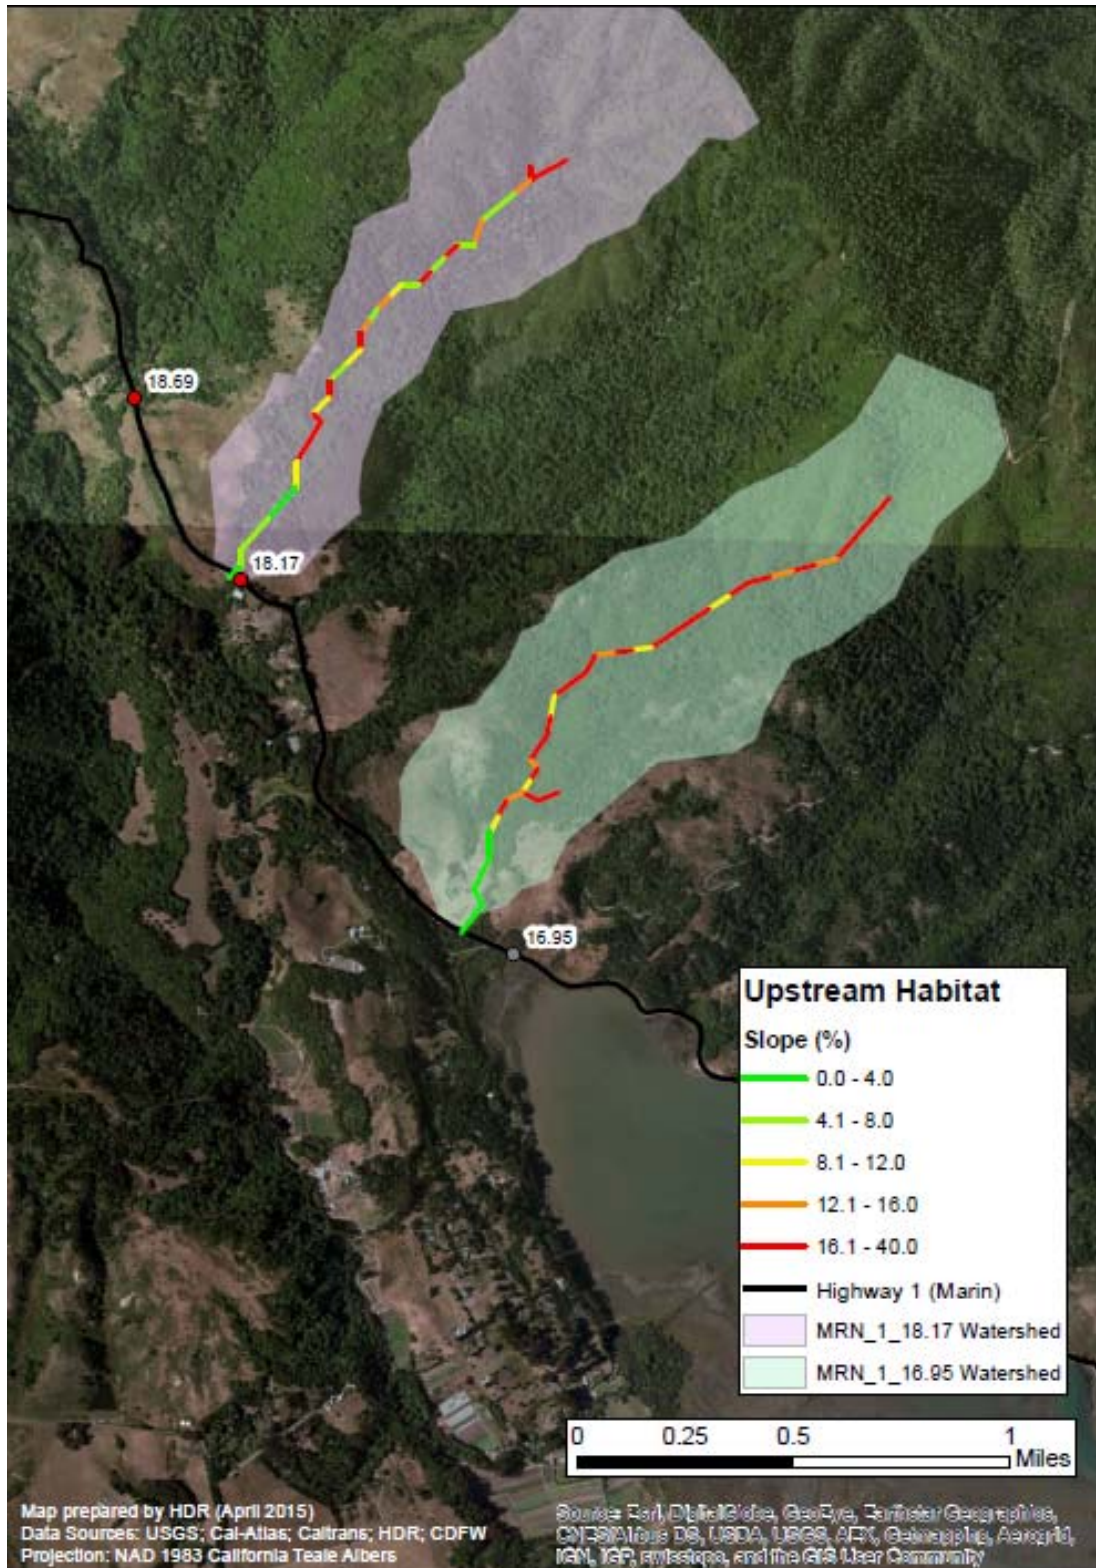 18.69
18.17
16.95
Upstream Habitat
Slope (%)
0.0 - 4.0
4.1 - 8.0
8.1 - 12.0
12.1 - 16.0
16.1 - 40.0
Highway 1 (Marin)
MRN_1_18.17 Watershed
MRN_1_16.95 Watershed
0 0.25 0.5 1
Miles
Map prepared by HDR (April 2015)
Data Sources: USGS; Cal-Atlas; Caltrans; HDR; CDFW
Projection: NAD 1983 California Teale Albers
Source: Esri, DigitalGlobe, GeoEye, Earthstar Geographics,
CNES/Airbus DS, USDA, USGS, AEX, Getmapping, Aerogrid,
IGN, IGP, swisstopo, and the GIS User Community